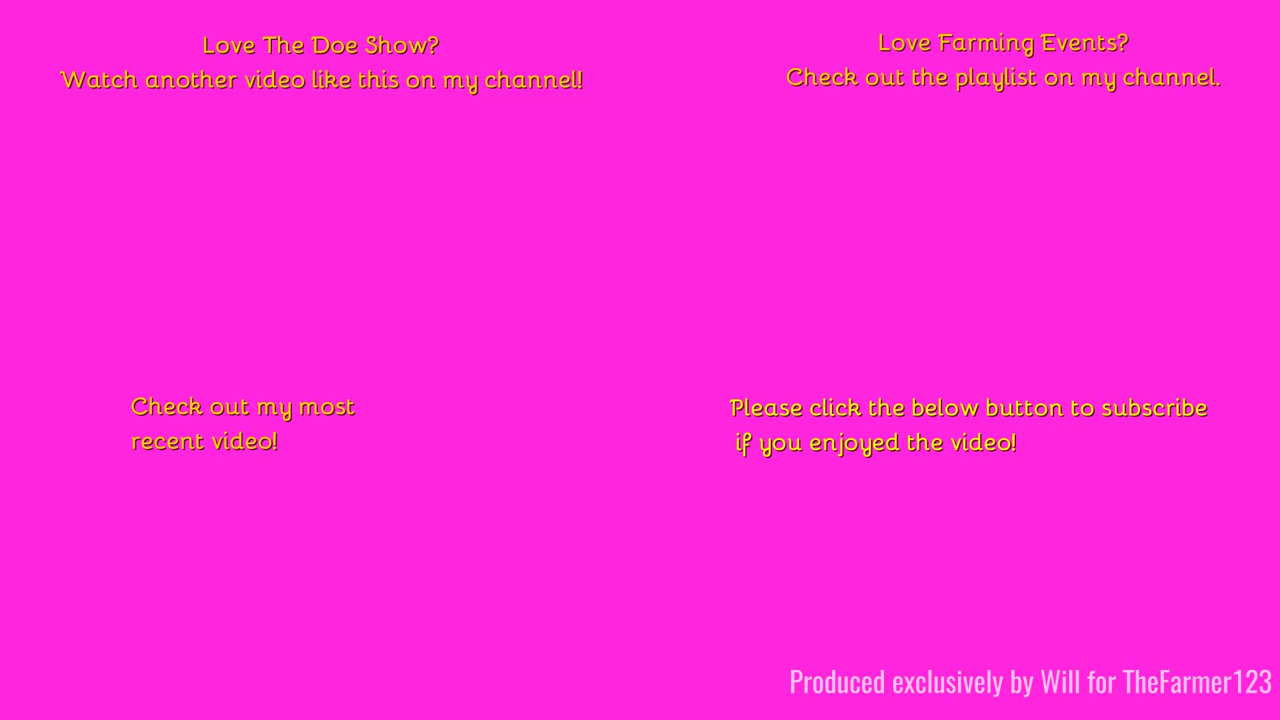 Love The Doe Show?
Watch another video like this on my channel!
Love Farming Events?
Check out the playlist on my channel.
Check out my most
recent video!
Please click the below button to subscribe
if you enjoyed the video!
Produced exclusively by Will for TheFarmer123